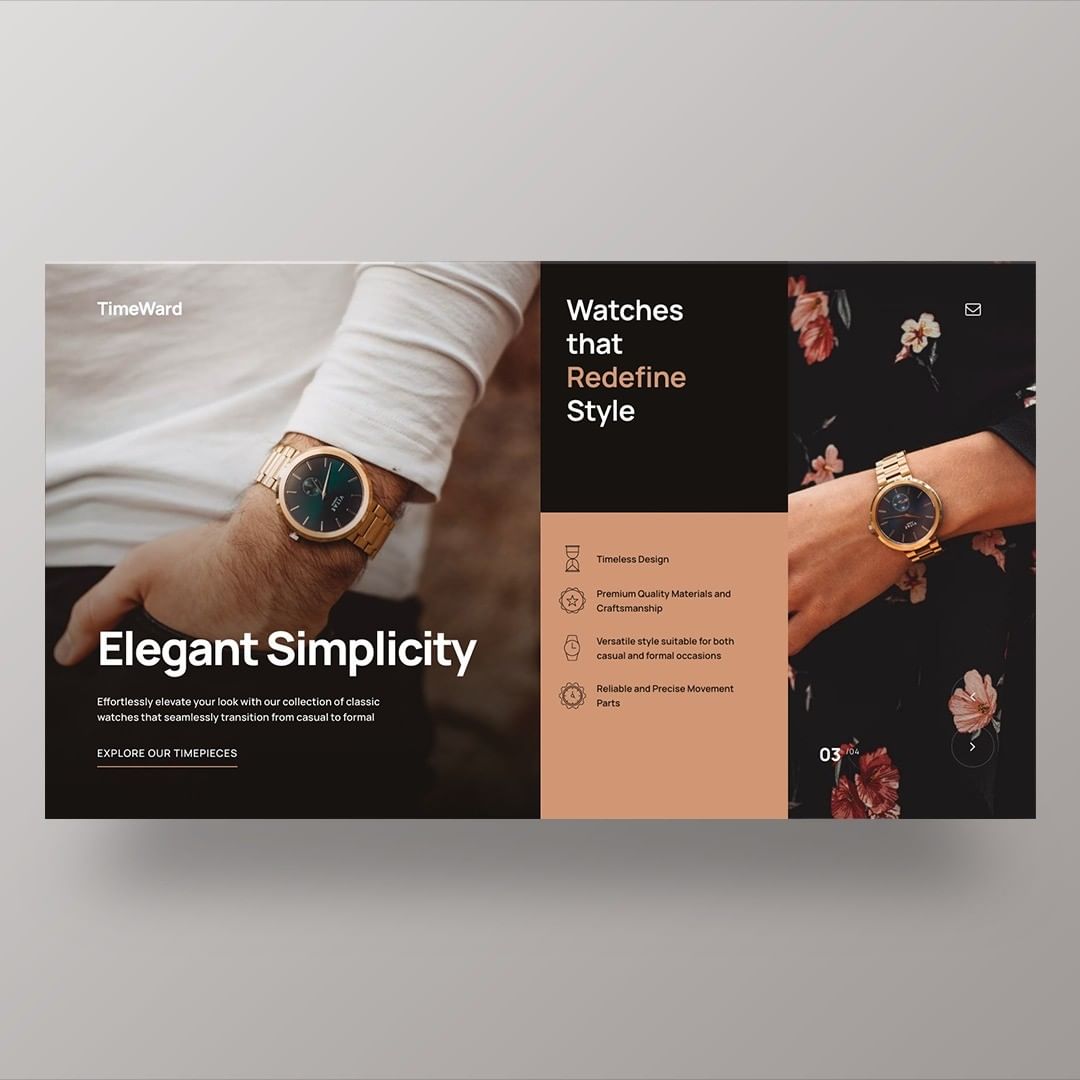 TimeWard
Elegant Simplicity
Effortlessly elevate your look with our collection of classic
watches that seamlessly transition from casual to formal
EXPLORE OUR TIMEPIECES
Watches
that
Redefine
Style
Timeless Design
Premium Quality Materials and
Craftsmanship
Versatile style suitable for both
casual and formal occasions
Reliable and Precise Movement
Parts
03 /04